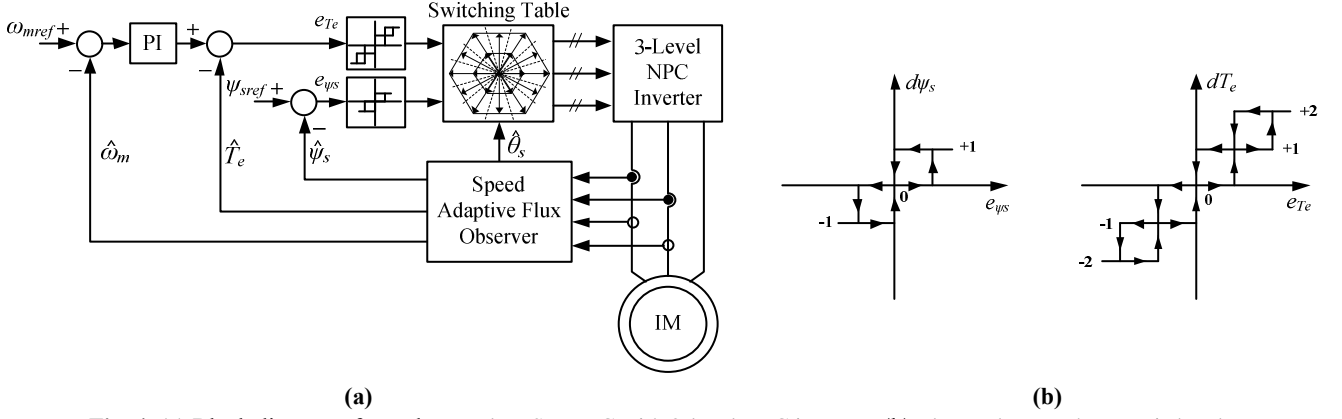 Switching Table
ω_mref +
−
PI
+
−
e_Te
ψ_sref +
−
e_ψs
3-Level
NPC
Inverter
ω̂_m
T̂_e
ψ̂_s
θ̂_s
Speed
Adaptive Flux
Observer
IM
dψ_s
+1
0
e_ψs
-1
dT_e
+2
+1
0
e_Te
-1
-2
(a)
(b)